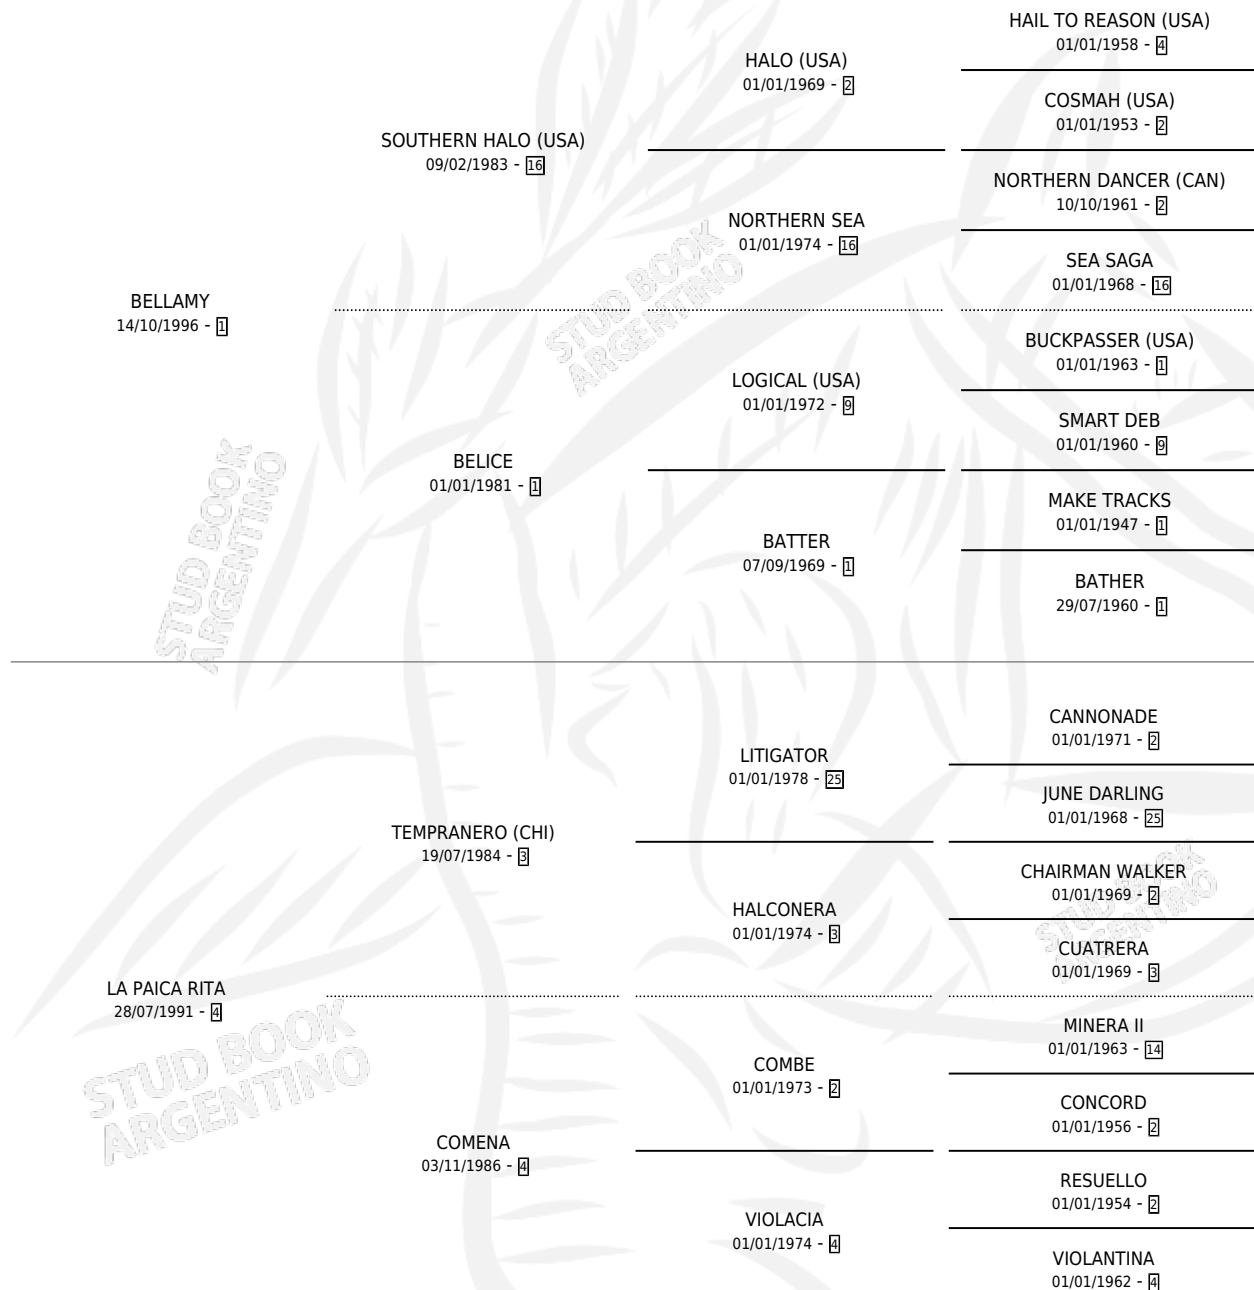 HAIL TO REASON (USA)
01/01/1958 - 4
HALO (USA)
01/01/1969 - 2
COSMAH (USA)
01/01/1953 - 2
SOUTHERN HALO (USA)
09/02/1983 - 16
NORTHERN DANCER (CAN)
10/10/1961 - 2
NORTHERN SEA
01/01/1974 - 16
SEA SAGA
01/01/1968 - 16
BELLAMY
14/10/1996 - 1
BUCKPASSER (USA)
01/01/1963 - 1
LOGICAL (USA)
01/01/1972 - 9
SMART DEB
01/01/1960 - 9
BELICE
01/01/1981 - 1
MAKE TRACKS
01/01/1947 - 1
BATTER
07/09/1969 - 1
BATHER
29/07/1960 - 1
CANNONADE
01/01/1971 - 2
LITIGATOR
01/01/1978 - 25
JUNE DARLING
01/01/1968 - 25
TEMPRANERO (CHI)
19/07/1984 - 3
CHAIRMAN WALKER
01/01/1969 - 2
HALCONERA
01/01/1974 - 3
CUATRERA
01/01/1969 - 3
LA PAICA RITA
28/07/1991 - 4
MINERA II
01/01/1963 - 14
COMBE
01/01/1973 - 2
CONCORD
01/01/1956 - 2
COMENA
03/11/1986 - 4
RESUELLO
01/01/1954 - 2
VIOLACIA
01/01/1974 - 4
VIOLANTINA
01/01/1962 - 4
STUD BOOK
ARGENTINO
STUD BOOK
ARGENTINO
STUD BOOK
ARGENTINO
STUD BOOK
ARGENTINO